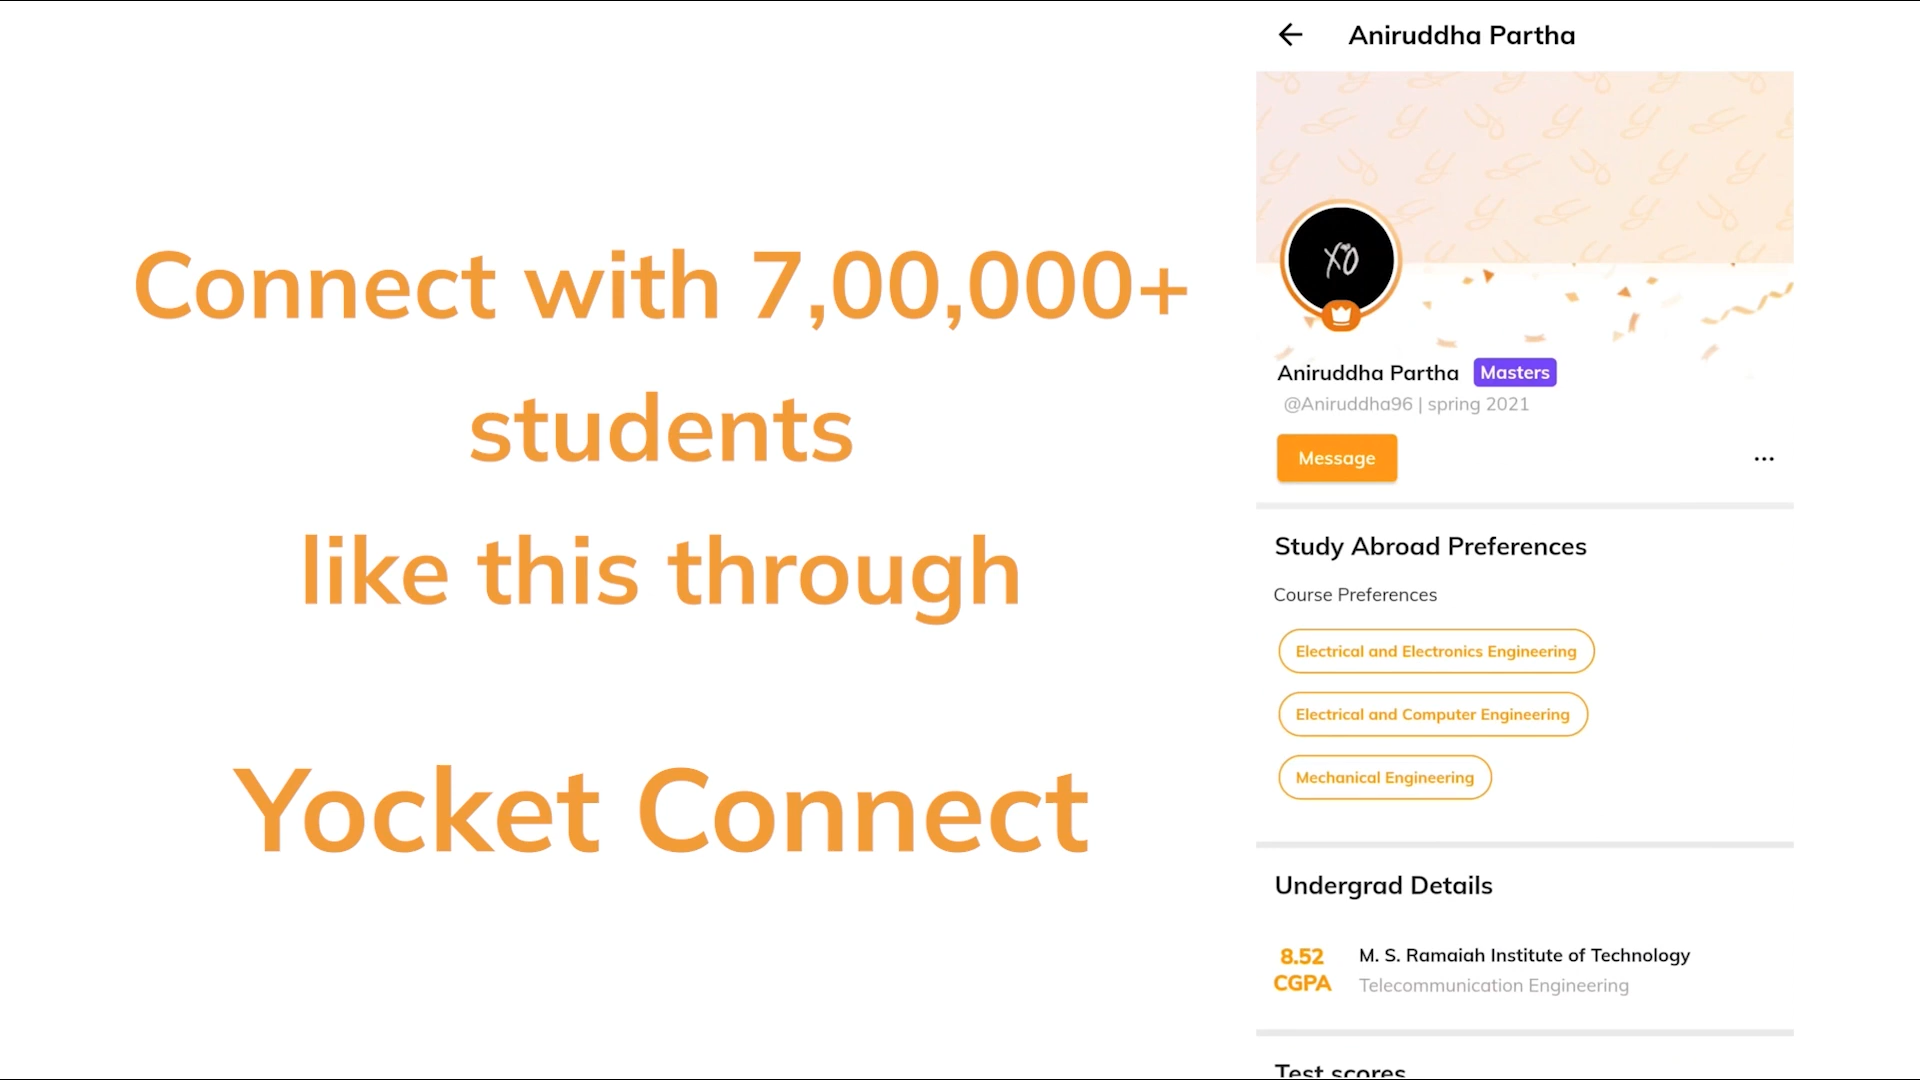 Connect with 7,00,000+
students
like this through
Yocket Connect
Aniruddha Partha
XO
Aniruddha Partha Masters
@Aniruddha96 | spring 2021
Message
Study Abroad Preferences
Course Preferences
Electrical and Electronics Engineering
Electrical and Computer Engineering
Mechanical Engineering
Undergrad Details
8.52
CGPA
M. S. Ramaiah Institute of Technology
Telecommunication Engineering
Test scores